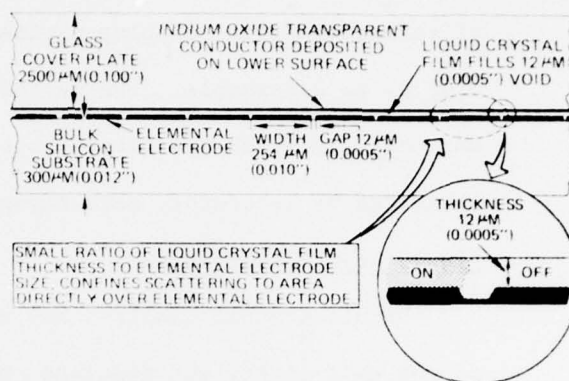 GLASS
COVER PLATE
2500 µM(0.100")
INDIUM OXIDE TRANSPARENT
CONDUCTOR DEPOSITED
ON LOWER SURFACE
LIQUID CRYSTAL
FILM FILLS 12 µM
(0.0005") VOID
BULK
SILICON
SUBSTRATE
300µM(0.012")
ELEMENTAL
ELECTRODE
WIDTH
254 µM
(0.010")
GAP 12µM
(0.0005")
THICKNESS
12 µM
(0.0005")
ON
OFF
SMALL RATIO OF LIQUID CRYSTAL FILM
THICKNESS TO ELEMENTAL ELECTRODE
SIZE, CONFINES SCATTERING TO AREA
DIRECTLY OVER ELEMENTAL ELECTRODE